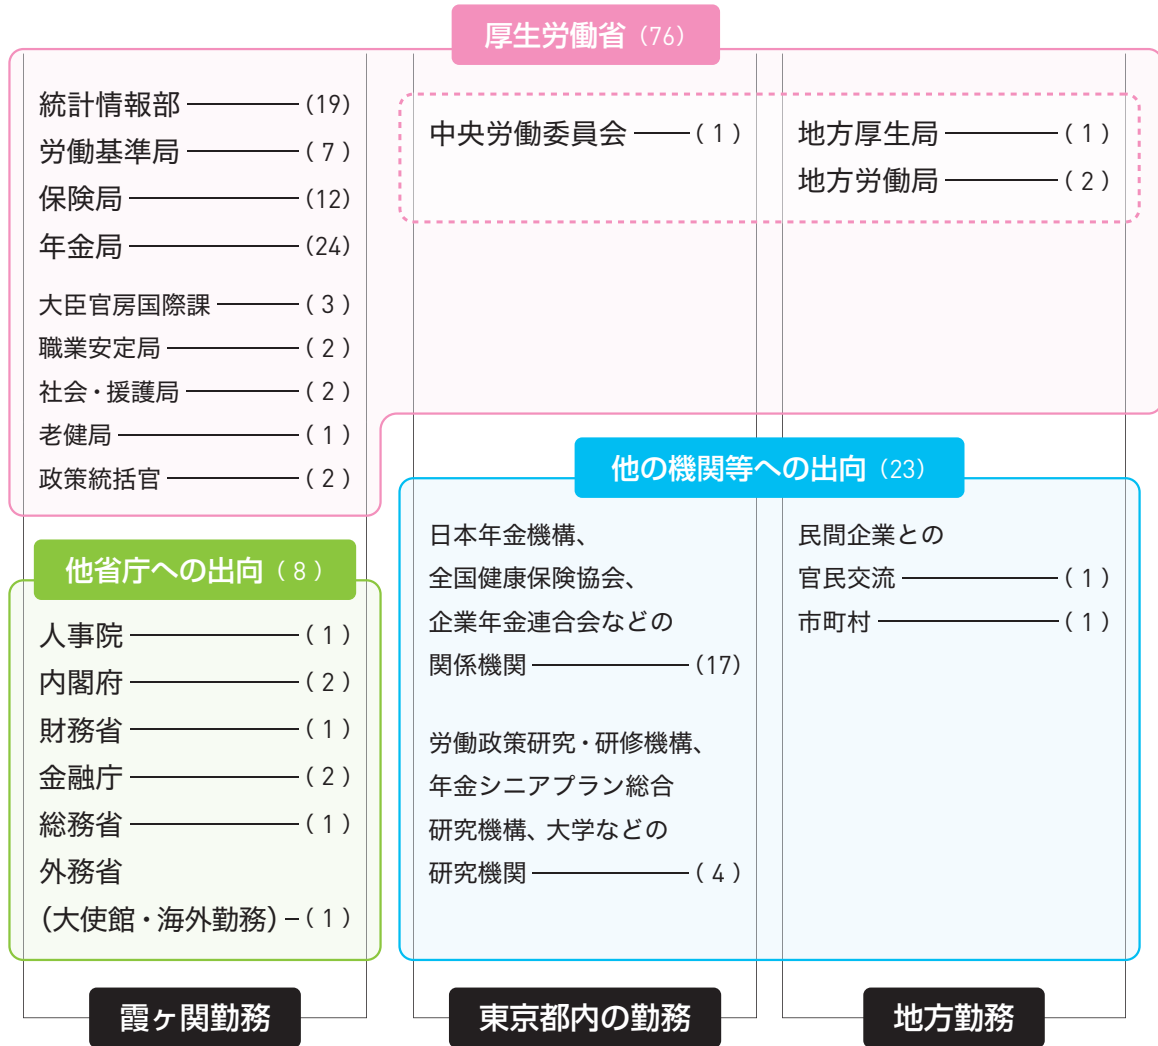 厚生労働省（76）
統計情報部 （19）
労働基準局 （7）
保険局 （12）
年金局 （24）
大臣官房国際課 （3）
職業安定局 （2）
社会・援護局 （2）
老健局 （1）
政策統括官 （2）
中央労働委員会 （1）
地方厚生局 （1）
地方労働局 （2）
他省庁への出向（8）
人事院 （1）
内閣府 （2）
財務省 （1）
金融庁 （2）
総務省 （1）
外務省
（大使館・海外勤務） （1）
他の機関等への出向（23）
日本年金機構、
全国健康保険協会、
企業年金連合会などの
関係機関 （17）
労働政策研究・研修機構、
年金シニアプラン総合
研究機構、大学などの
研究機関 （4）
民間企業との
官民交流 （1）
市町村 （1）
霞ヶ関勤務
東京都内の勤務
地方勤務